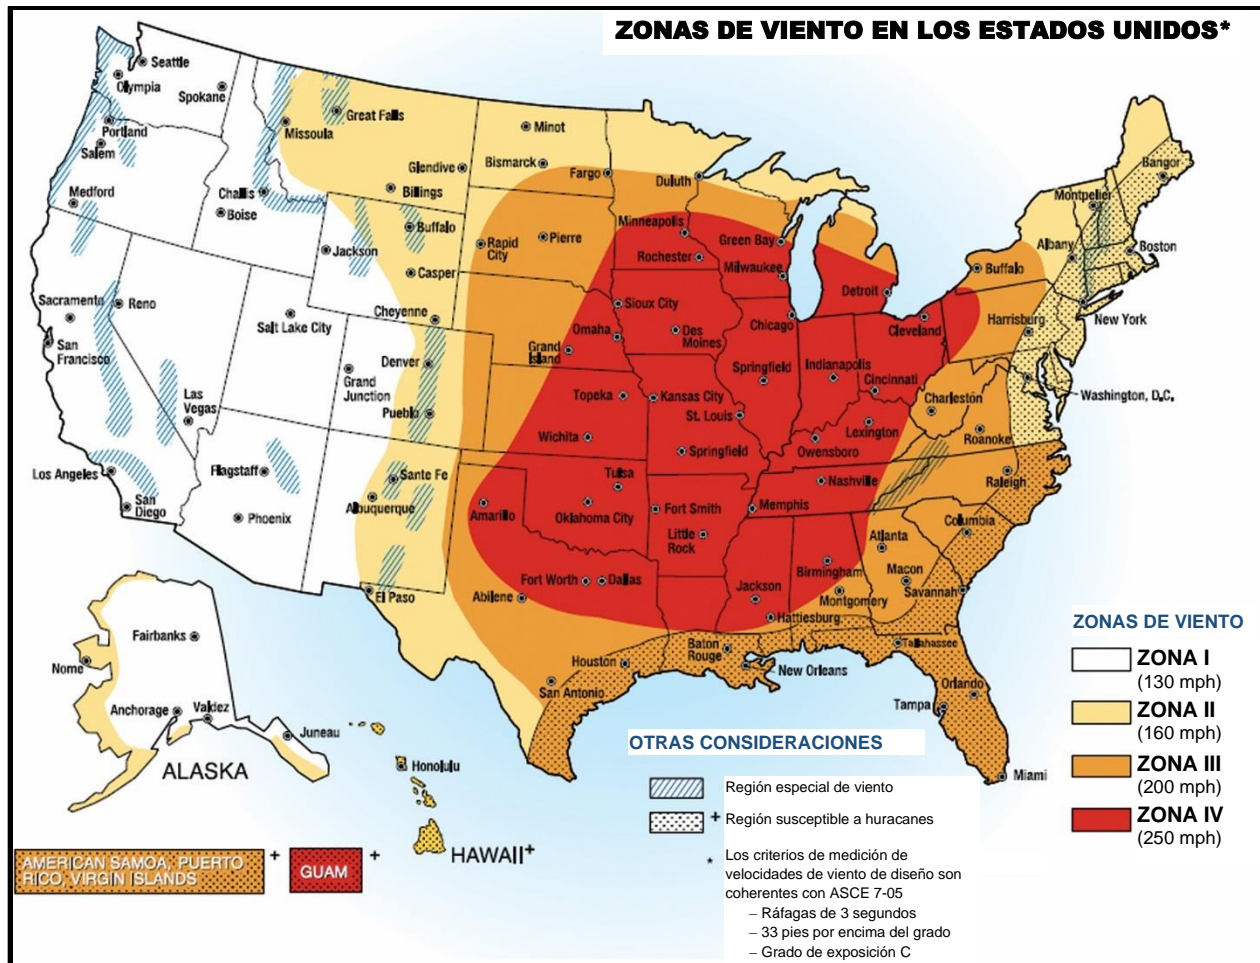 ZONAS DE VIENTO EN LOS ESTADOS UNIDOS*
Seattle
Olympia
Spokane
Portland
Salem
Medford
Missoula
Great Falls
Challis
Boise
Glendive
Billings
Minot
Bismarck
Fargo
Duluth
Bangor
Montpelier
Jackson
Buffalo
Casper
Cheyenne
Rapid
City
Pierre
Minneapolis
Rochester
Green Bay
Milwaukee
Detroit
Buffalo
Albany
Boston
Sacramento
Reno
San
Francisco
Salt Lake City
Las
Vegas
Grand
Junction
Denver
Pueblo
Grand
Island
Omaha
Sioux City
Des
Moines
Chicago
Cleveland
Harrisburg
New York
Washington, D.C.
Springfield
Indianapolis
Cincinnati
Charleston
Topeka
Kansas City
St. Louis
Wichita
Springfield
Lexington
Owensboro
Roanoke
Raleigh
Los Angeles
San
Diego
Flagstaff
Phoenix
Sante Fe
Albuquerque
El Paso
Amarillo
Tulsa
Oklahoma City
Fort Smith
Little
Rock
Memphis
Nashville
Columbia
Atlanta
Macon
Savannah
Birmingham
Montgomery
Fort Worth
Dallas
Abilene
Jackson
Hattiesburg
Tallahassee
Baton
Rouge
New Orleans
Houston
San Antonio
Orlando
Tampa
Miami
Fairbanks
Nome
Anchorage
Valdez
Juneau
ALASKA
Honolulu
HAWAII+
AMERICAN SAMOA, PUERTO
RICO, VIRGIN ISLANDS
+
GUAM
+
OTRAS CONSIDERACIONES
Región especial de viento
+ Región susceptible a huracanes
* Los criterios de medición de
velocidades de viento de diseño son
coherentes con ASCE 7-05
– Ráfagas de 3 segundos
– 33 pies por encima del grado
– Grado de exposición C
ZONAS DE VIENTO
ZONA I
(130 mph)
ZONA II
(160 mph)
ZONA III
(200 mph)
ZONA IV
(250 mph)